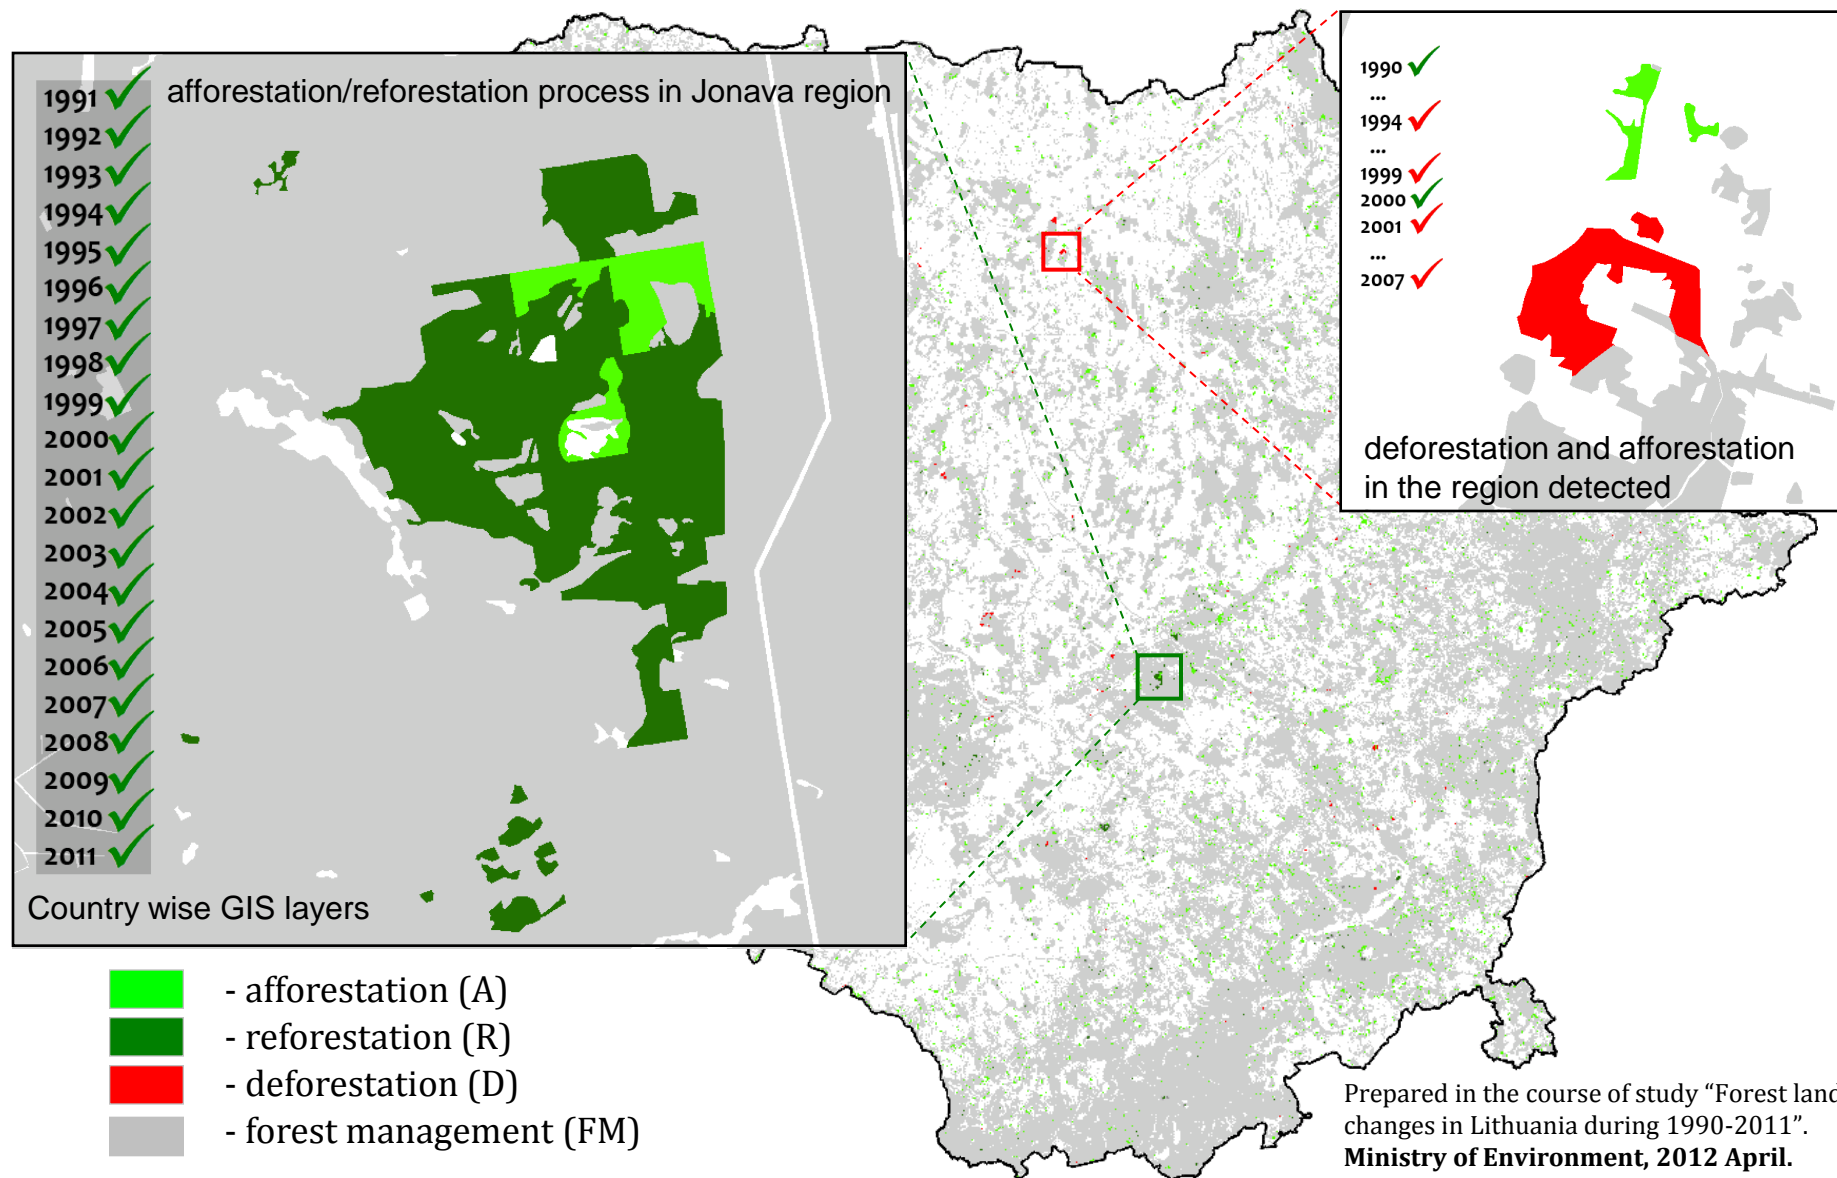 afforestation/reforestation process in Jonava region
1991
1992
1993
1994
1995
1996
1997
1998
1999
2000
2001
2002
2003
2004
2005
2006
2007
2008
2009
2010
2011
Country wise GIS layers
1990
...
1994
...
1999
2000
2001
...
2007
deforestation and afforestation
in the region detected
- afforestation (A)
- reforestation (R)
- deforestation (D)
- forest management (FM)
Prepared in the course of study “Forest land
changes in Lithuania during 1990-2011”.
Ministry of Environment, 2012 April.